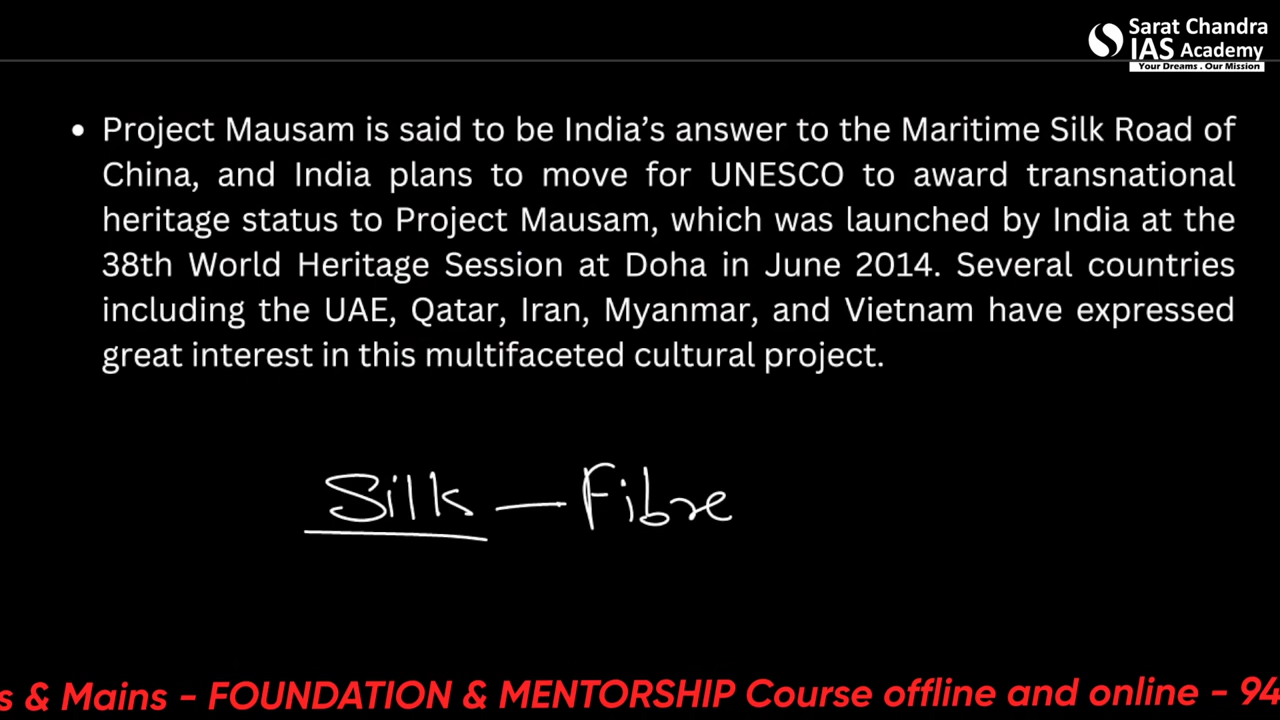 Sarat Chandra
IAS Academy
Your Dreams . Our Mission
• Project Mausam is said to be India’s answer to the Maritime Silk Road of
China, and India plans to move for UNESCO to award transnational
heritage status to Project Mausam, which was launched by India at the
38th World Heritage Session at Doha in June 2014. Several countries
including the UAE, Qatar, Iran, Myanmar, and Vietnam have expressed
great interest in this multifaceted cultural project.
Silk — Fibre
s & Mains - FOUNDATION & MENTORSHIP Course offline and online - 94